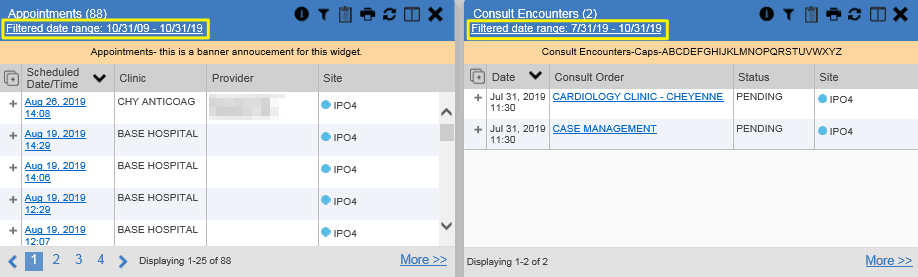 Appointments (88)
Filtered date range: 10/31/09 - 10/31/19
Appointments- this is a banner annoucement for this widget.
Scheduled Date/Time Clinic Provider Site
Aug 26, 2019 14:08 CHY ANTICOAG IPO4
Aug 19, 2019 14:29 BASE HOSPITAL IPO4
Aug 19, 2019 14:06 BASE HOSPITAL IPO4
Aug 19, 2019 12:29 BASE HOSPITAL IPO4
Aug 19, 2019 12:07 BASE HOSPITAL IPO4
1 2 3 4 Displaying 1-25 of 88 More >>
Consult Encounters (2)
Filtered date range: 7/31/19 - 10/31/19
Consult Encounters-Caps-ABCDEFGHIJKLMNOPQRSTUVWXYZ
Date Consult Order Status Site
Jul 31, 2019 11:30 CARDIOLOGY CLINIC - CHEYENNE PENDING IPO4
Jul 31, 2019 11:30 CASE MANAGEMENT PENDING IPO4
Displaying 1-2 of 2 More >>